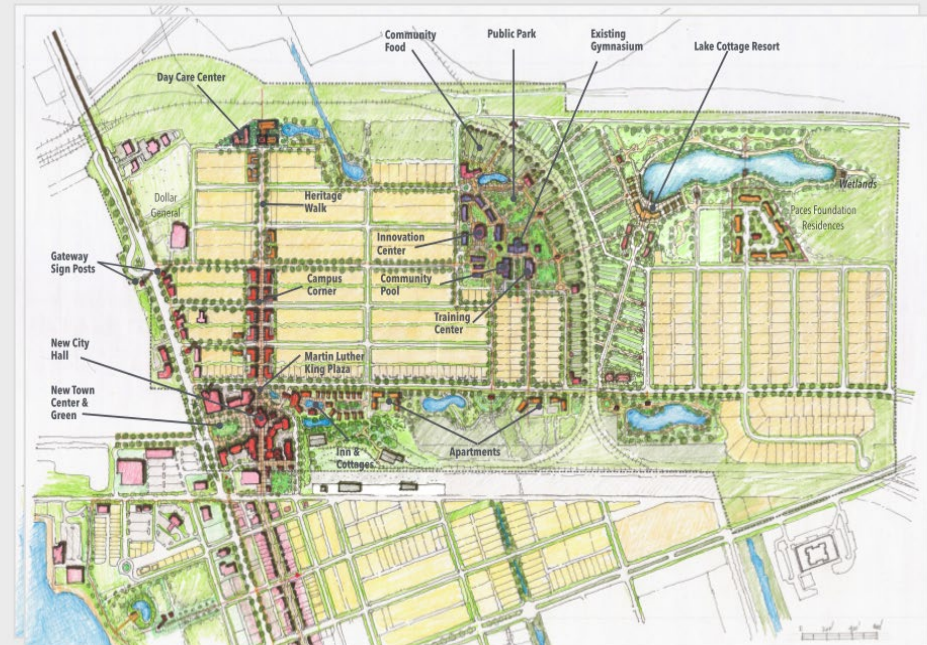 Community
Food
Public Park
Existing
Gymnasium
Lake Cottage Resort
Day Care Center
Wetlands
Dollar
General
Heritage
Walk
Paces Foundation
Residences
Innovation
Center
Gateway
Sign Posts
Campus
Corner
Community
Pool
Training
Center
New City
Hall
Martin Luther
King Plaza
New Town
Center &
Green
Inn &
Cottages
Apartments